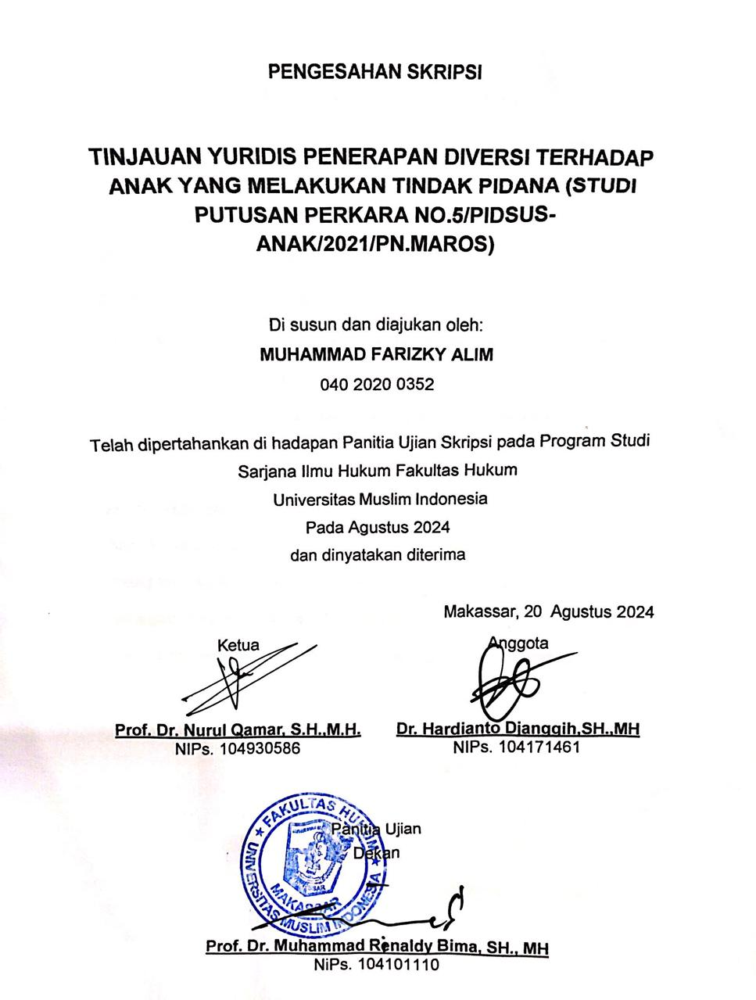 PENGESAHAN SKRIPSI
TINJAUAN YURIDIS PENERAPAN DIVERSI TERHADAP
ANAK YANG MELAKUKAN TINDAK PIDANA (STUDI
PUTUSAN PERKARA NO.5/PIDSUS-
ANAK/2021/PN.MAROS)
Di susun dan diajukan oleh:
MUHAMMAD FARIZKY ALIM
040 2020 0352
Telah dipertahankan di hadapan Panitia Ujian Skripsi pada Program Studi
Sarjana Ilmu Hukum Fakultas Hukum
Universitas Muslim Indonesia
Pada Agustus 2024
dan dinyatakan diterima
Makassar, 20 Agustus 2024
Ketua
Anggota
Prof. Dr. Nurul Qamar, S.H.,M.H.
NIPs. 104930586
Dr. Hardianto Djanggih,SH.,MH
NIPs. 104171461
FAKULTAS HUKUM
UNIVERSITAS MUSLIM INDONESIA
MAKASSAR
Panitia Ujian
Dekan
Prof. Dr. Muhammad Renaldy Bima, SH., MH
NiPs. 104101110